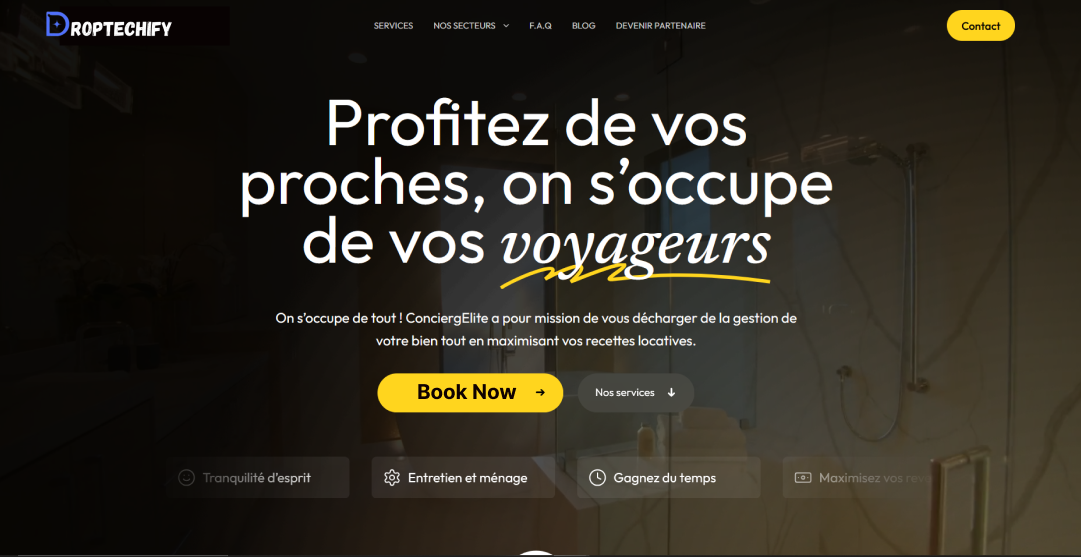 DROPTECHIFY
SERVICES
NOS SECTEURS
F.A.Q
BLOG
DEVENIR PARTENAIRE
Contact
Profitez de vos
proches, on s’occupe
de vos voyageurs
On s’occupe de tout ! ConciergElite a pour mission de vous décharger de la gestion de
votre bien tout en maximisant vos recettes locatives.
Book Now
Nos services
Tranquilité d’esprit
Entretien et ménage
Gagnez du temps
Maximisez vos